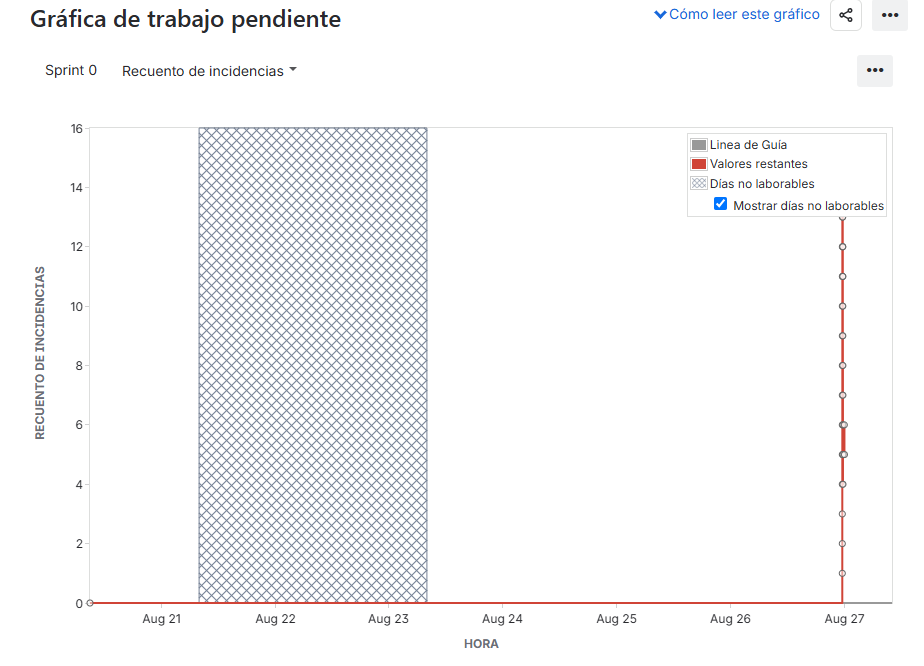 Gráfica de trabajo pendiente
Cómo leer este gráfico
Sprint 0 Recuento de incidencias
16
14
12
10
8
6
4
2
0
RECUENTO DE INCIDENCIAS
Linea de Guía
Valores restantes
Días no laborables
Mostrar días no laborables
Aug 21 Aug 22 Aug 23 Aug 24 Aug 25 Aug 26 Aug 27
HORA